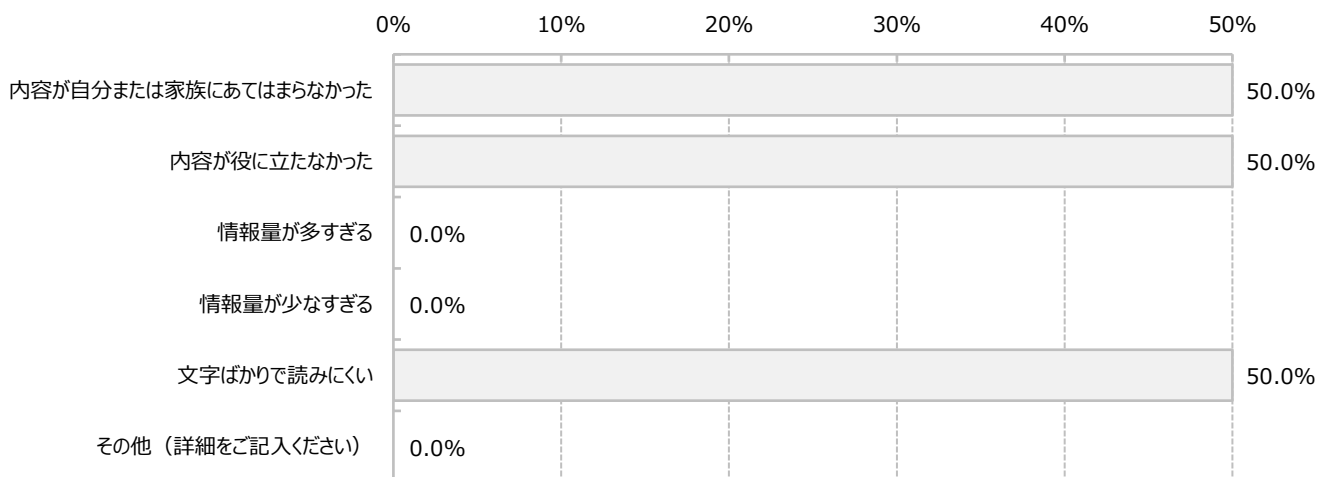 0% 10% 20% 30% 40% 50%
内容が自分または家族にあてはまらなかった 50.0%
内容が役に立たなかった 50.0%
情報量が多すぎる 0.0%
情報量が少なすぎる 0.0%
文字ばかりで読みにくい 50.0%
その他（詳細をご記入ください） 0.0%